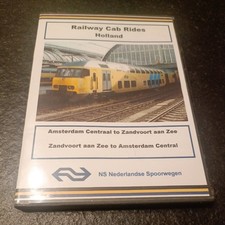 Railway Cab Rides
Holland
Amsterdam Centraal to Zandvoort aan Zee
Zandvoort aan Zee to Amsterdam Central
NS Nederlandse Spoorwegen